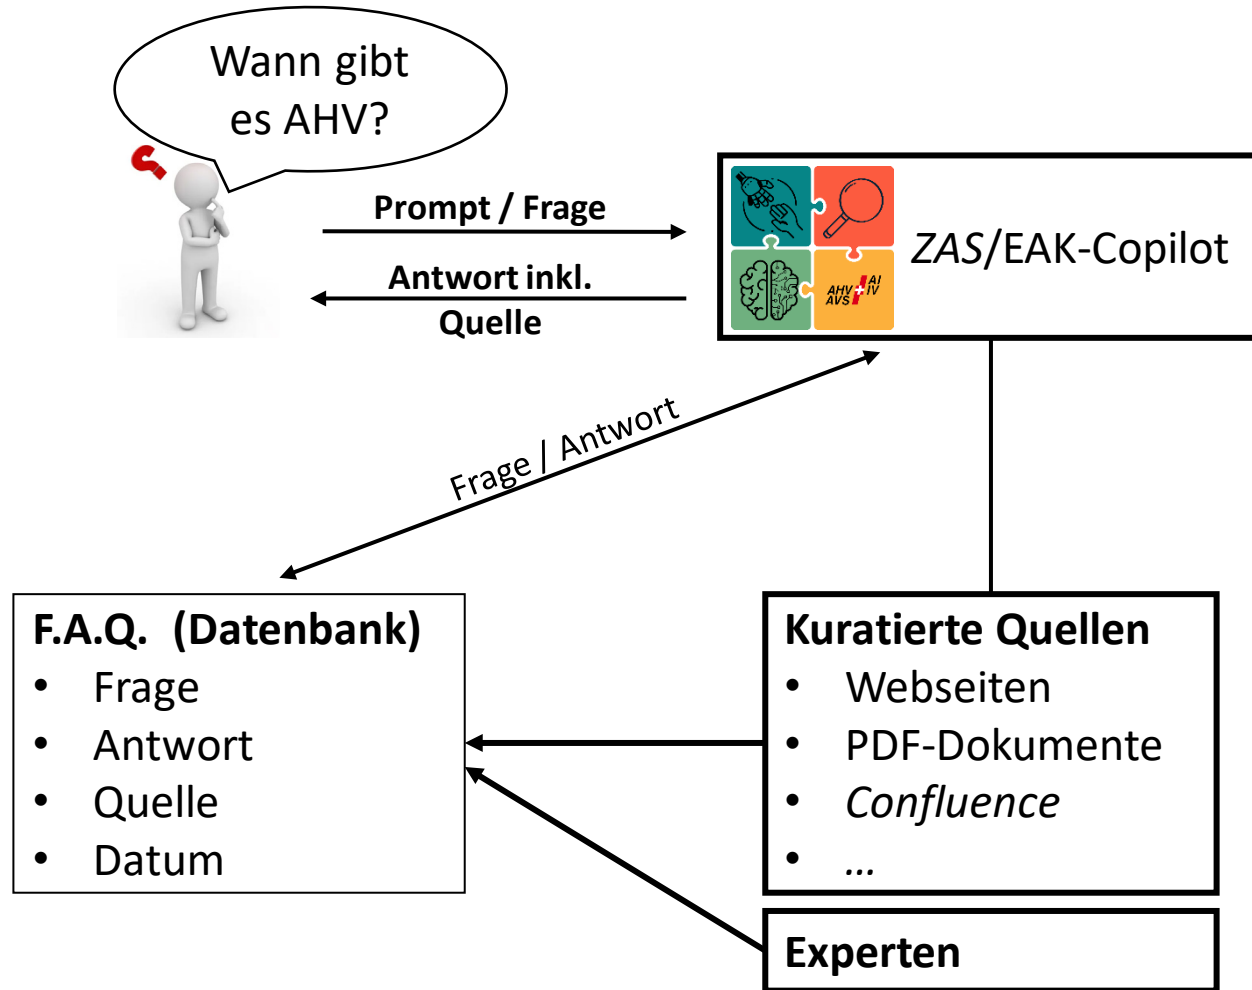 Wann gibt
es AHV?
Prompt / Frage
Antwort inkl.
Quelle
AHV AI
AVS IV
ZAS/EAK-Copilot
Frage / Antwort
F.A.Q. (Datenbank)
• Frage
• Antwort
• Quelle
• Datum
Kuratierte Quellen
• Webseiten
• PDF-Dokumente
• Confluence
• ...
Experten